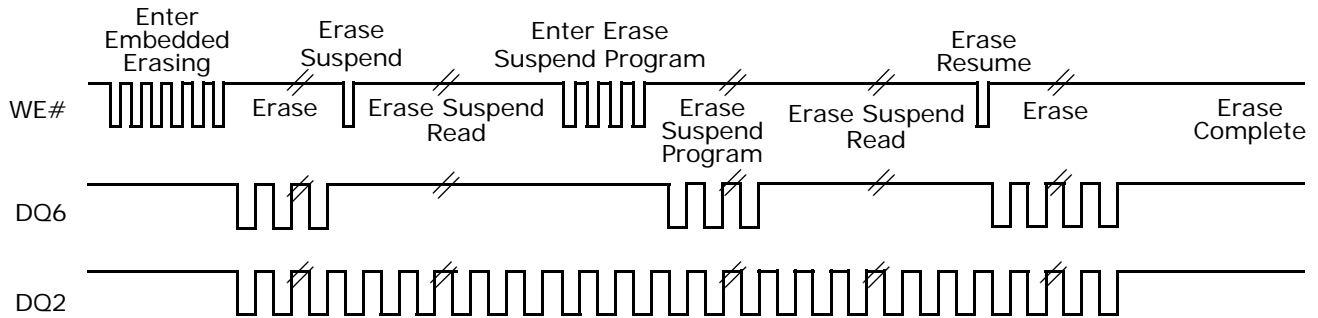 Enter
Embedded
Erasing
Erase
Suspend
Enter Erase
Suspend Program
Erase
Resume
WE#
Erase
Erase Suspend
Read
Erase
Suspend
Program
Erase Suspend
Read
Erase
Erase
Complete
DQ6
DQ2